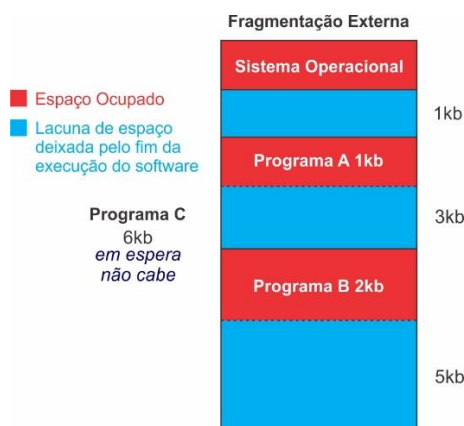 Fragmentação Externa
Sistema Operacional
Espaço Ocupado
Lacuna de espaço
deixada pelo fim da
execução do software
1kb
Programa A 1kb
Programa C
6kb
em espera
não cabe
3kb
Programa B 2kb
5kb